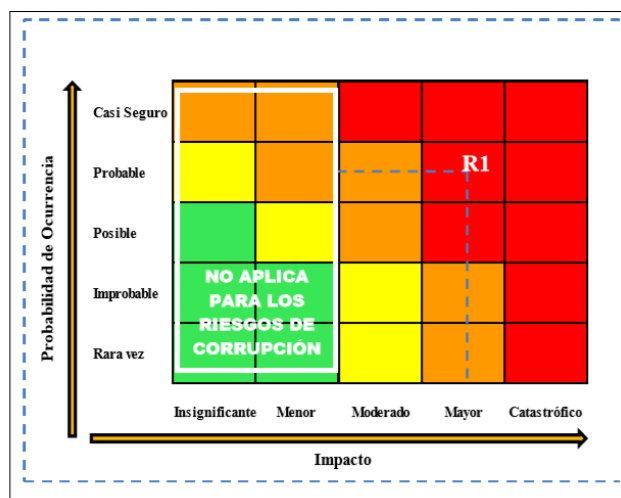 Probabilidad de Ocurrencia
Casi Seguro
Probable
Posible
Improbable
Rara vez
R1
NO APLICA
PARA LOS
RIESGOS DE
CORRUPCIÓN
Insignificante
Menor
Moderado
Mayor
Catastrófico
Impacto